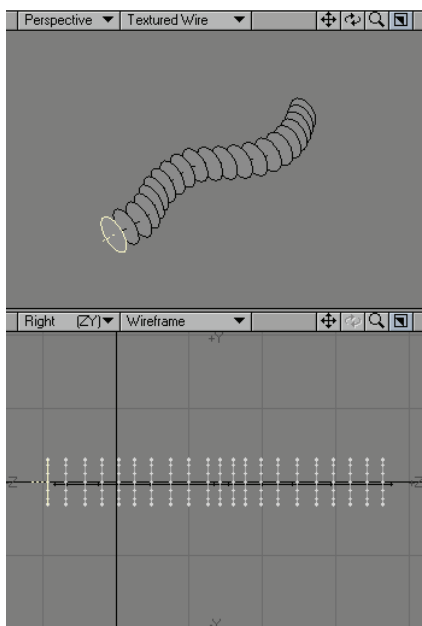 Perspective Textured Wire
Right (ZY) Wireframe
+Y
-Z +Z
-Y